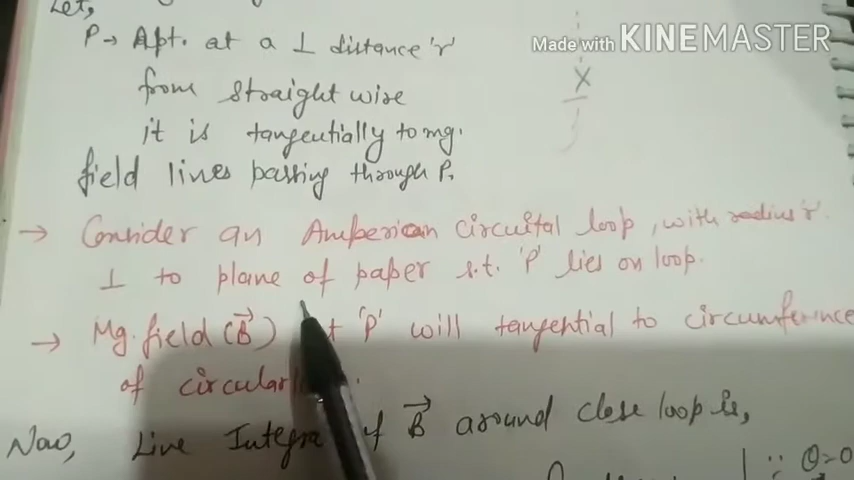 Let,
P → A pt. at a ⊥ distance 'r'
Made with KINEMASTER
from straight wire
X
it is tangentially to mg.
field lines passing through P.
→ Consider an Amperican circuital loop, with radius 'r'
⊥ to plane of paper s.t. 'P' lies on loop.
→ Mg. field (B⃗) 'P' will tangential to circumference
of circular
Now, Line Integra of B⃗ around close loop is,
∵ θ=0